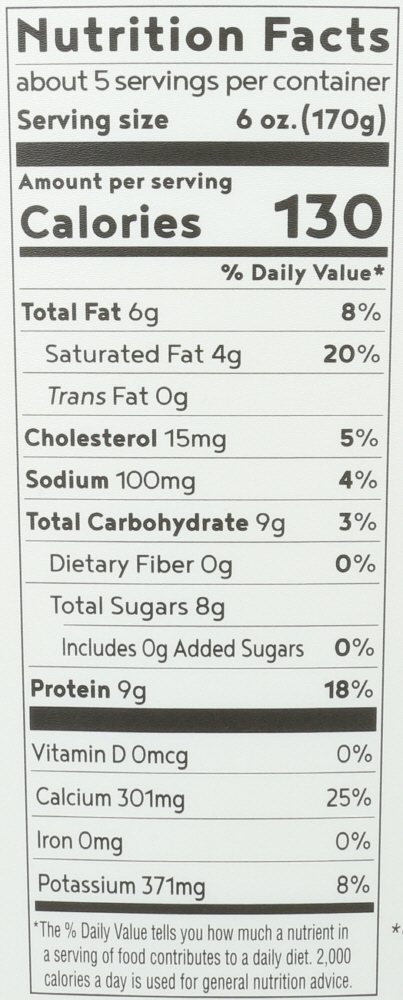 Nutrition Facts
about 5 servings per container
Serving size 6 oz. (170g)
Amount per serving
Calories 130
% Daily Value*
Total Fat 6g 8%
Saturated Fat 4g 20%
Trans Fat 0g
Cholesterol 15mg 5%
Sodium 100mg 4%
Total Carbohydrate 9g 3%
Dietary Fiber 0g 0%
Total Sugars 8g
Includes 0g Added Sugars 0%
Protein 9g 18%
Vitamin D 0mcg 0%
Calcium 301mg 25%
Iron 0mg 0%
Potassium 371mg 8%
*The % Daily Value tells you how much a nutrient in
a serving of food contributes to a daily diet. 2,000
calories a day is used for general nutrition advice.
*